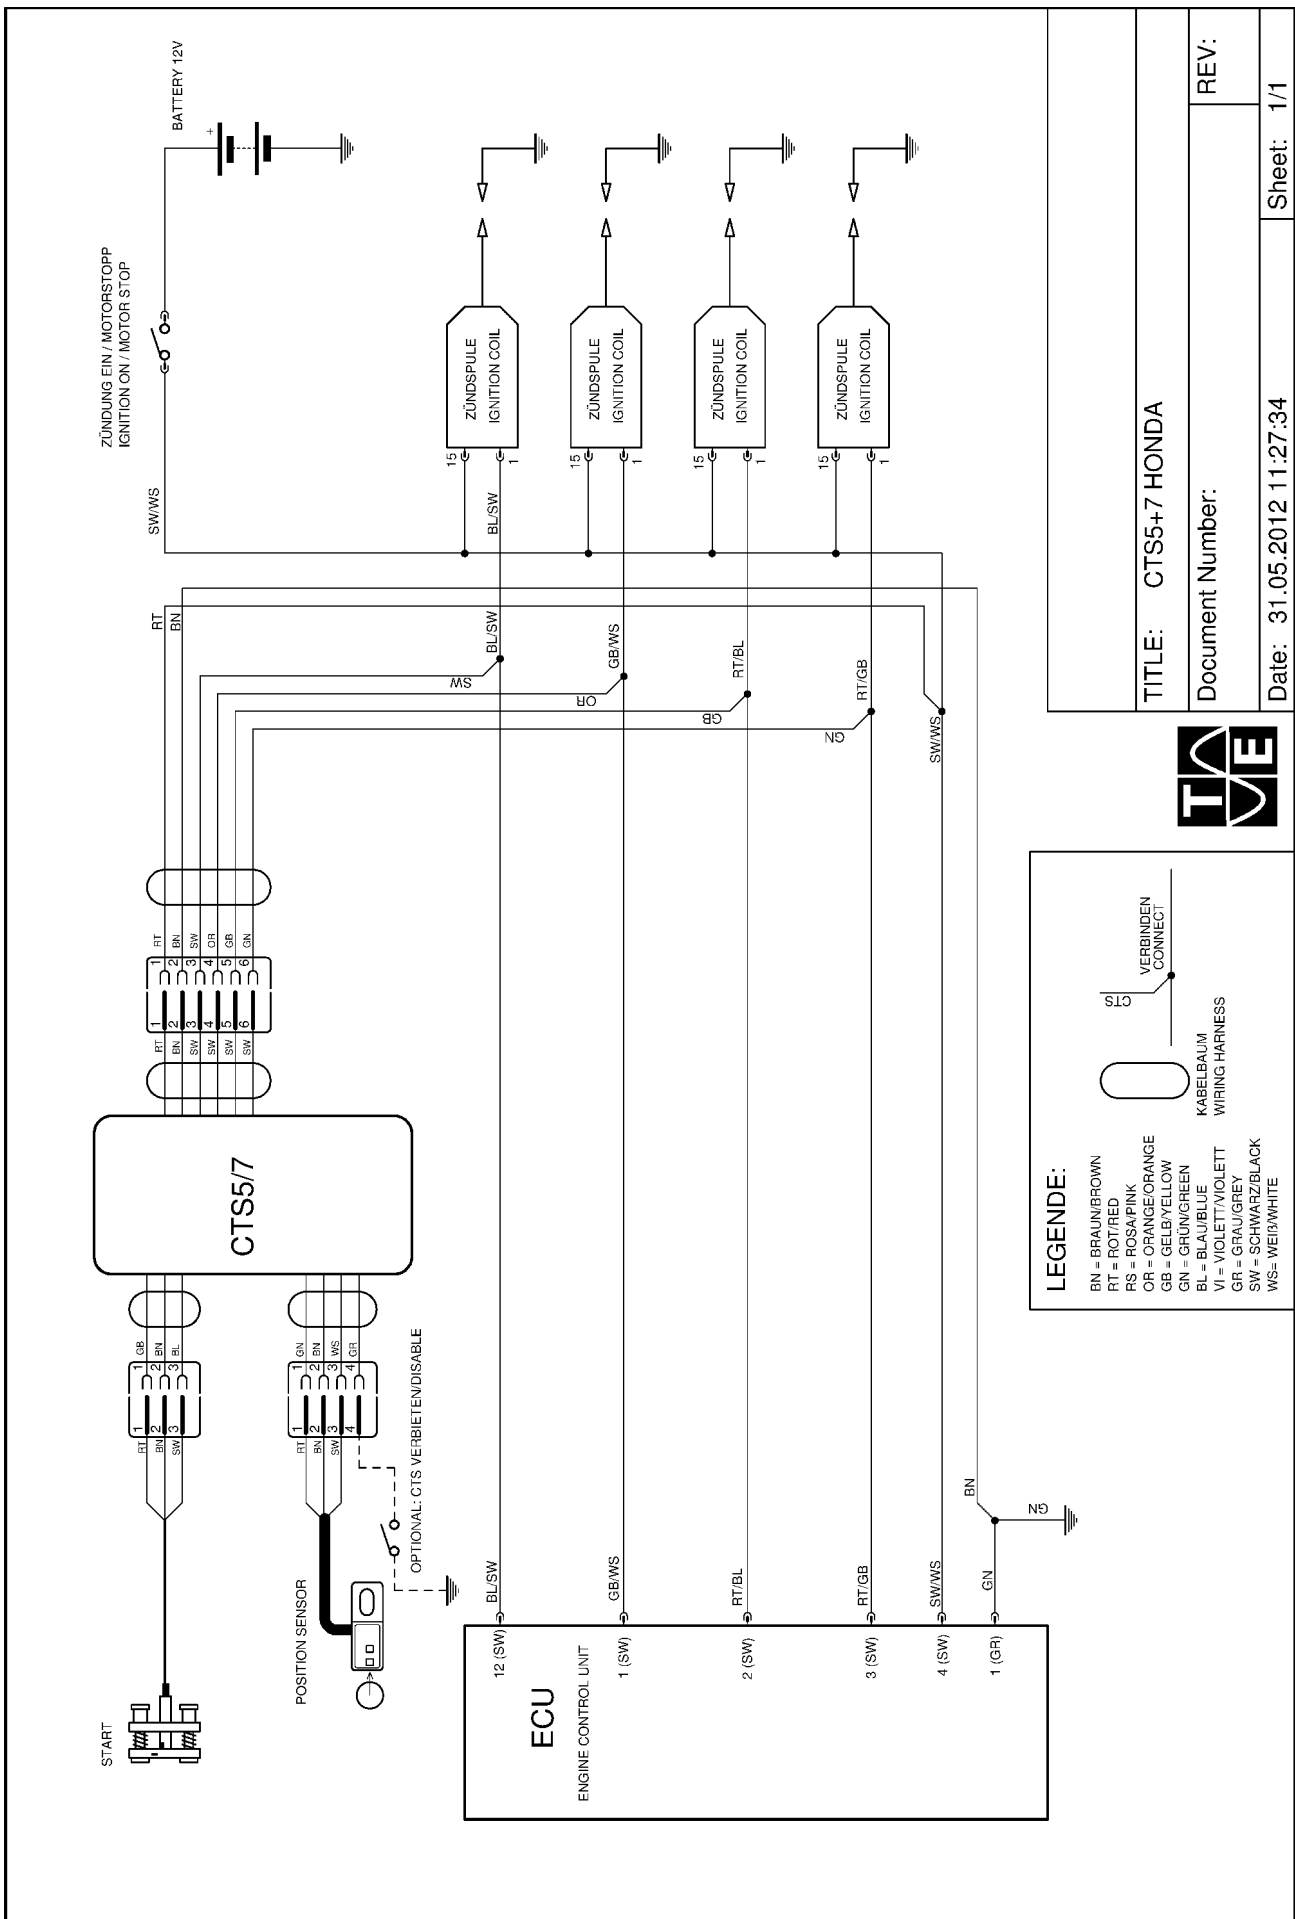 START
RT
BN
SW
1
2
3
1
2
3
GB
BN
BL
POSITION SENSOR
RT
BN
SW
1
2
3
4
1
2
3
4
GN
BN
WS
GR
OPTIONAL: CTS VERBIETEN/DISABLE
CTS5/7
RT
BN
SW
SW
SW
SW
1
2
3
4
5
6
1
2
3
4
5
6
RT
BN
SW
OR
GB
GN
RT
BN
SW
OR
GB
GN
SW/WS
ZÜNDUNG EIN / MOTORSTOPP
IGNITION ON / MOTOR STOP
BATTERY 12V
+
ECU
ENGINE CONTROL UNIT
12 (SW)
BL/SW
BL/SW
BL/SW
15
1
ZÜNDSPULE
IGNITION COIL
1 (SW)
GB/WS
GB/WS
15
1
ZÜNDSPULE
IGNITION COIL
2 (SW)
RT/BL
RT/BL
15
1
ZÜNDSPULE
IGNITION COIL
3 (SW)
RT/GB
RT/GB
15
1
ZÜNDSPULE
IGNITION COIL
4 (SW)
SW/WS
SW/WS
1 (GR)
GN
BN
GN
LEGENDE:
BN = BRAUN/BROWN
RT = ROT/RED
RS = ROSA/PINK
OR = ORANGE/ORANGE
GB = GELB/YELLOW
GN = GRÜN/GREEN
BL = BLAU/BLUE
VI = VIOLETT/VIOLETT
GR = GRAU/GREY
SW = SCHWARZ/BLACK
WS= WEIß/WHITE
KABELBAUM
WIRING HARNESS
CTS
VERBINDEN
CONNECT
T
E
TITLE: CTS5+7 HONDA
Document Number:
REV:
Date: 31.05.2012 11:27:34
Sheet: 1/1